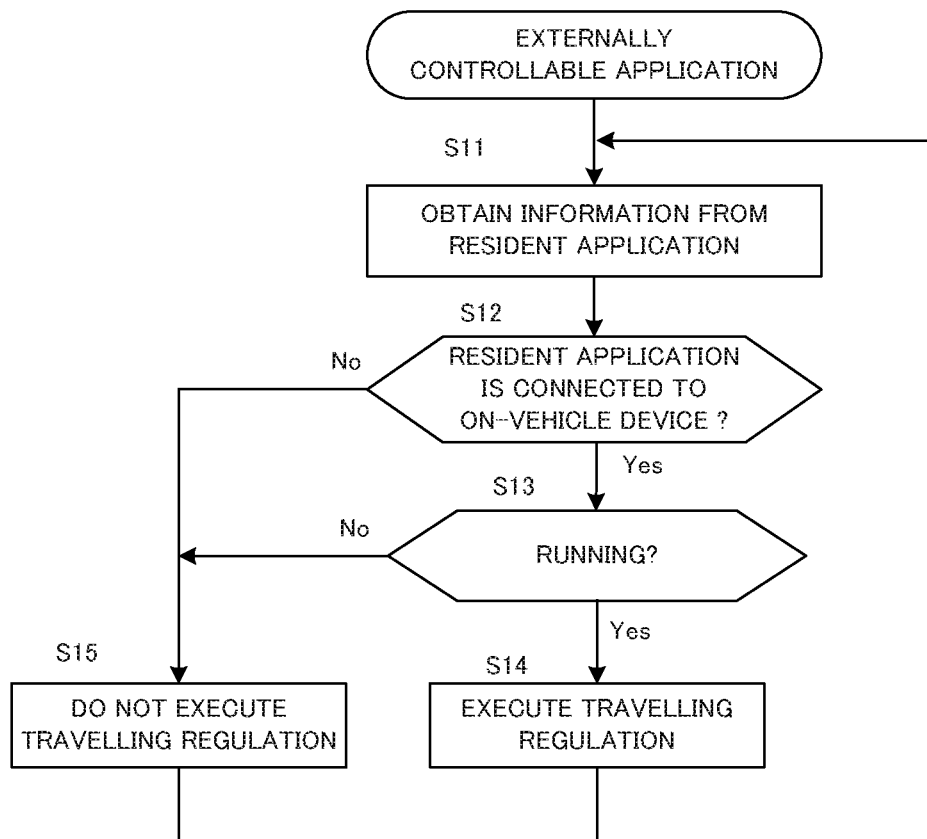 EXTERNALLY
CONTROLLABLE APPLICATION
S11
OBTAIN INFORMATION FROM
RESIDENT APPLICATION
S12
No
RESIDENT APPLICATION
IS CONNECTED TO
ON-VEHICLE DEVICE ?
Yes
S13
No
RUNNING?
Yes
S15
S14
DO NOT EXECUTE
TRAVELLING REGULATION
EXECUTE TRAVELLING
REGULATION